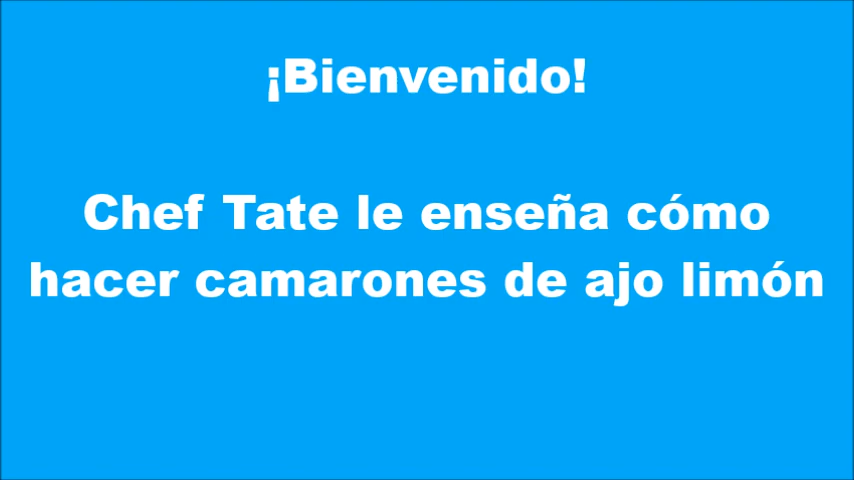 ¡Bienvenido!
Chef Tate le enseña cómo
hacer camarones de ajo limón